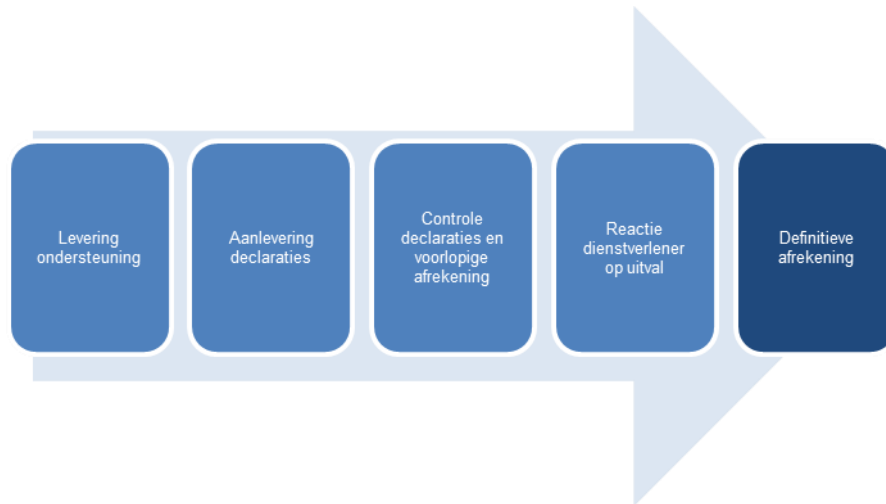 Levering
ondersteuning
Aanlevering
declaraties
Controle
declaraties en
voorlopige
afrekening
Reactie
dienstverlener
op uitval
Definitieve
afrekening